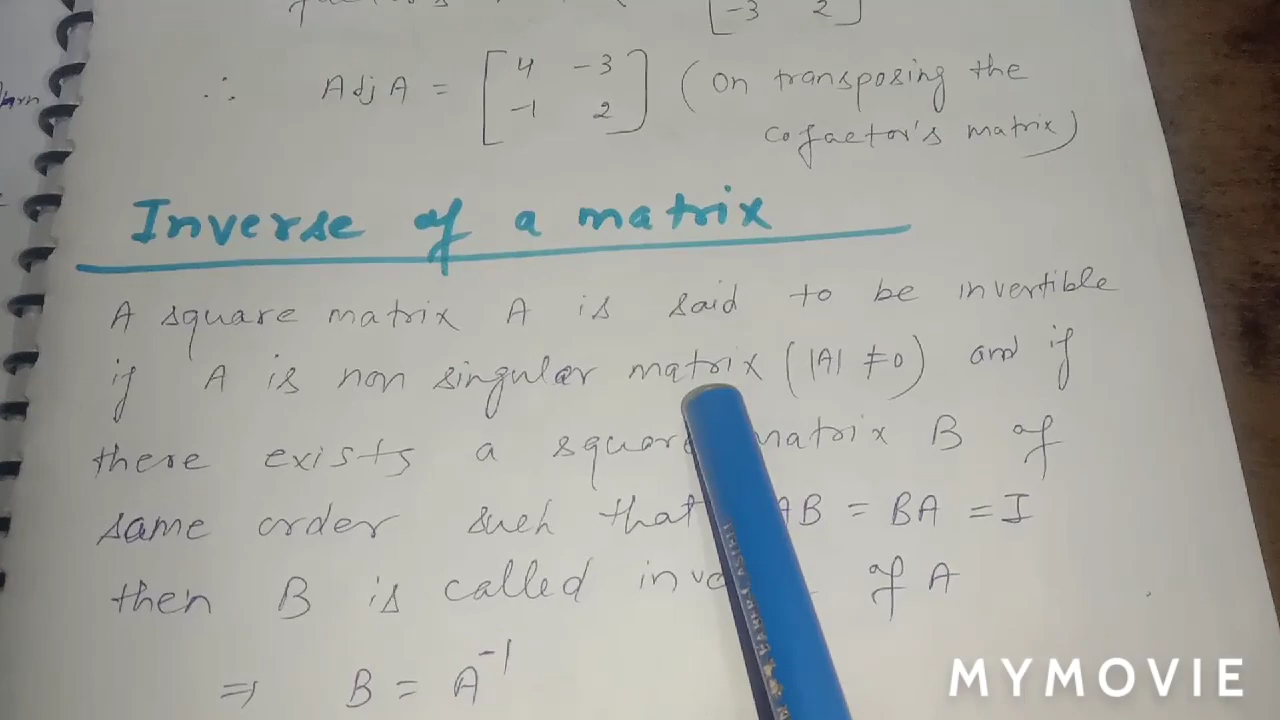 -3 2
∴ Adj A = [4 -3
-1 2] (On transposing the
cofactor's matrix)
Inverse of a matrix
A square matrix A is said to be invertible
if A is non singular matrix (|A| ≠ 0) and if
there exists a square matrix B of
same order such that AB = BA = I
then B is called of A
⇒ B = A⁻¹
MYMOVIE